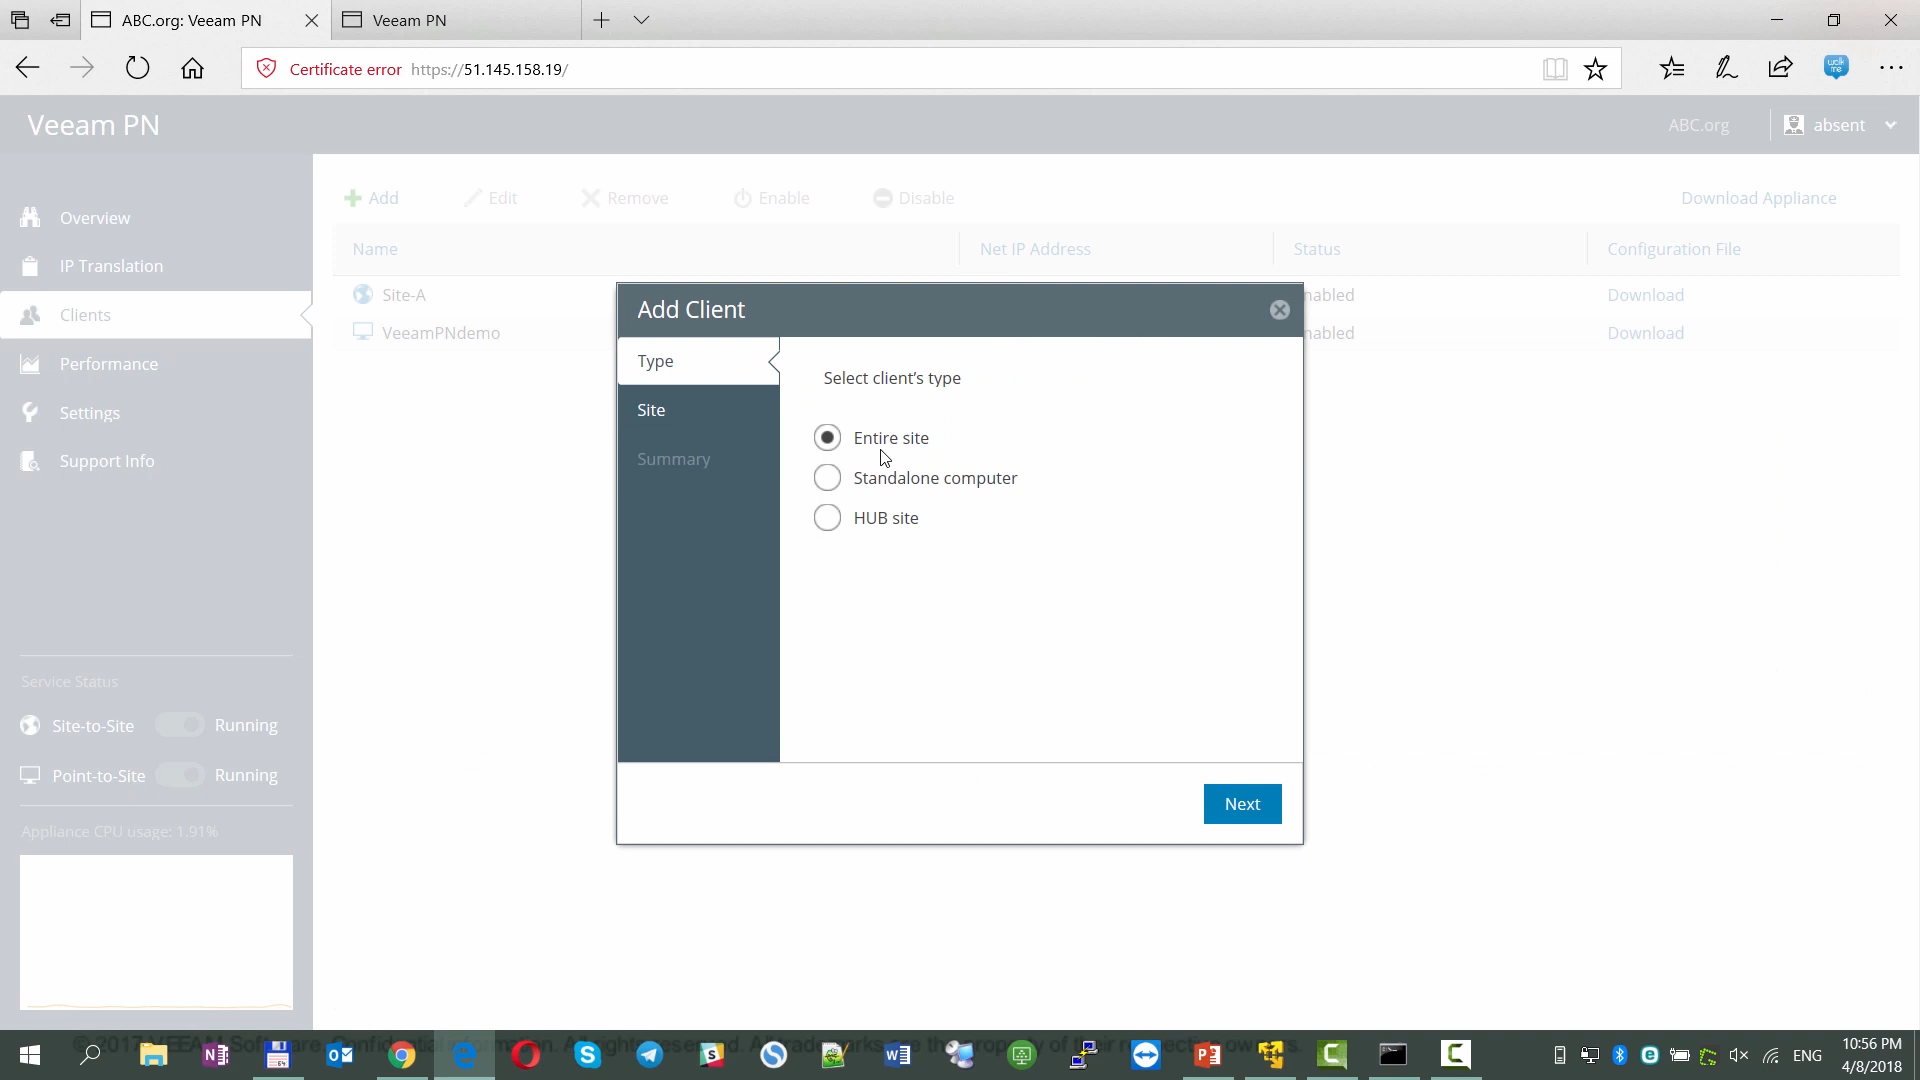 ABC.org: Veeam PN
Veeam PN
Certificate error https://51.145.158.19/
walk me
Veeam PN
ABC.org
absent
Overview
IP Translation
Clients
Performance
Settings
Support Info
Service Status
Site-to-Site Running
Point-to-Site Running
Appliance CPU usage: 1.91%
Add Edit Remove Enable Disable Download Appliance
Name Net IP Address Status Configuration File
Site-A nabled Download
VeeamPNdemo nabled Download
Add Client
Type
Site
Summary
Select client’s type
Entire site
Standalone computer
HUB site
Next
ENG
10:56 PM
4/8/2018